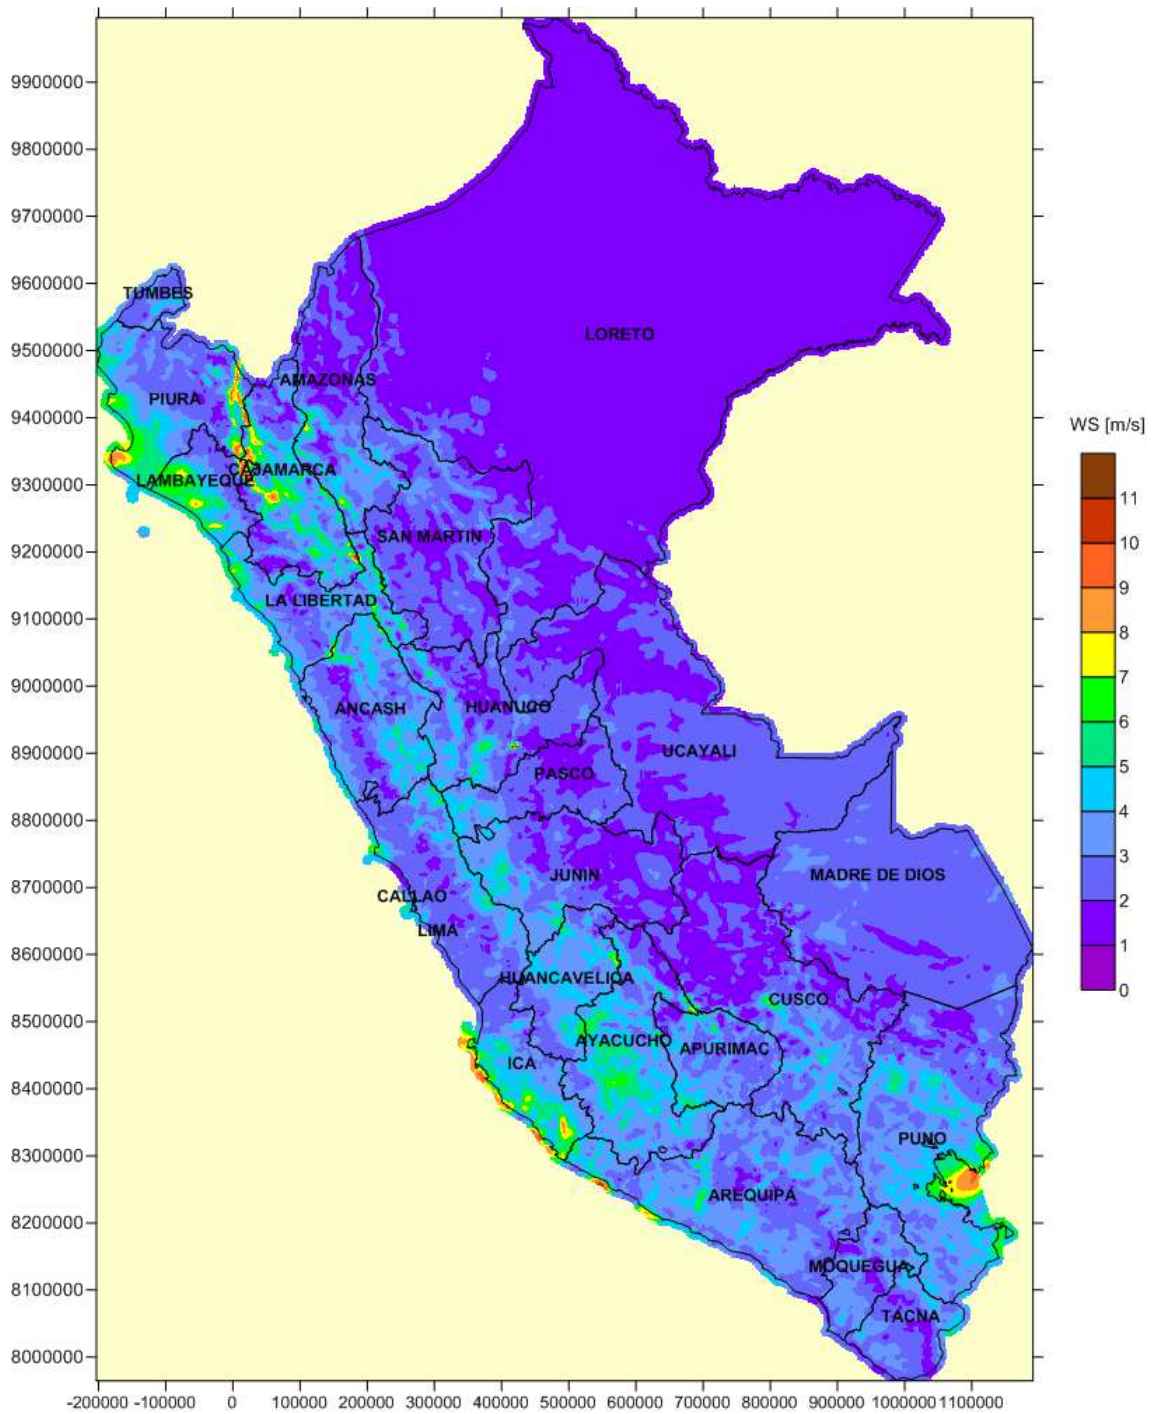 9900000
9800000
9700000
9600000
9500000
9400000
9300000
9200000
9100000
9000000
8900000
8800000
8700000
8600000
8500000
8400000
8300000
8200000
8100000
8000000
TUMBES
LORETO
AMAZONAS
PIURA
CAJAMARCA
LAMBAYEQUE
SAN MARTIN
LA LIBERTAD
ANCASH
HUANUCO
UCAYALI
PASCO
JUNIN
MADRE DE DIOS
CALLAO
LIMA
HUANCAVELICA
CUSCO
AYACUCHO
APURIMAC
ICA
PUNO
AREQUIPA
MOQUEGUA
TACNA
WS [m/s]
11
10
9
8
7
6
5
4
3
2
1
0
-200000 -100000 0 100000 200000 300000 400000 500000 600000 700000 800000 900000 1000000 1100000